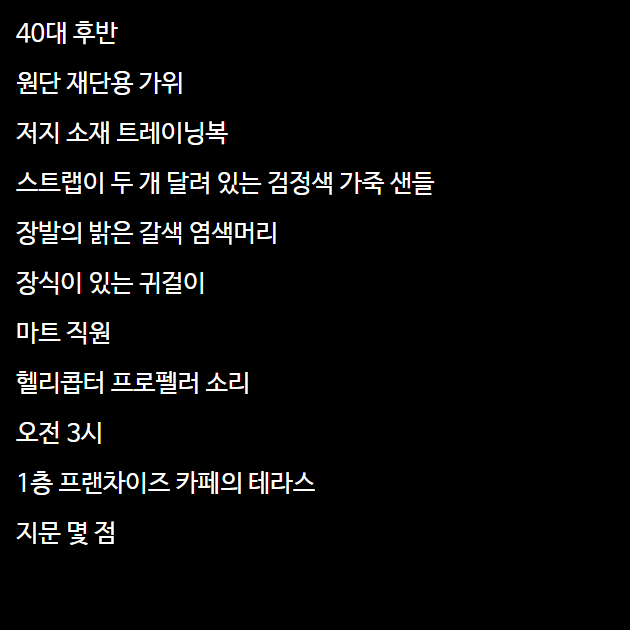 40대 후반
원단 재단용 가위
저지 소재 트레이닝복
스트랩이 두 개 달려 있는 검정색 가죽 샌들
장발의 밝은 갈색 염색머리
장식이 있는 귀걸이
마트 직원
헬리콥터 프로펠러 소리
오전 3시
1층 프랜차이즈 카페의 테라스
지문 몇 점